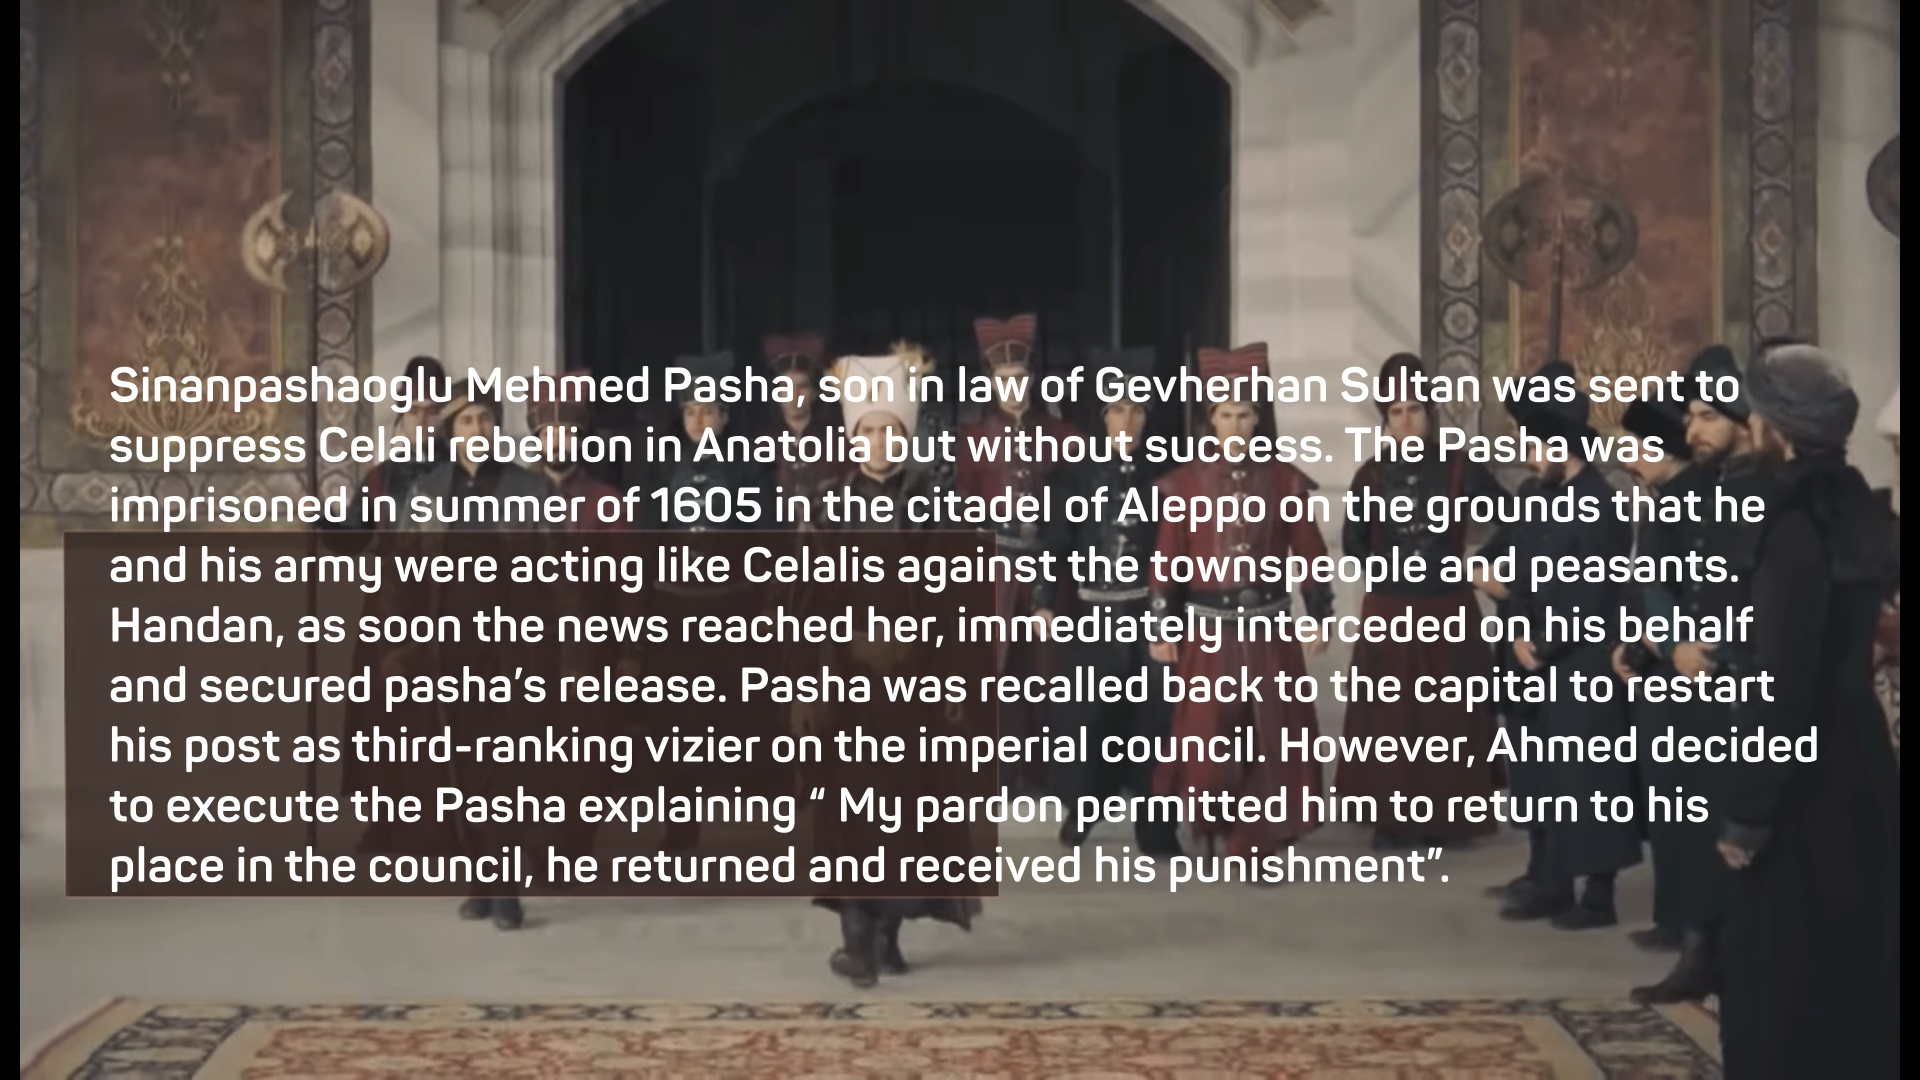 Sinanpashaoglu Mehmed Pasha, son in law of Gevherhan Sultan was sent to
suppress Celali rebellion in Anatolia but without success. The Pasha was
imprisoned in summer of 1605 in the citadel of Aleppo on the grounds that he
and his army were acting like Celalis against the townspeople and peasants.
Handan, as soon the news reached her, immediately interceded on his behalf
and secured pasha’s release. Pasha was recalled back to the capital to restart
his post as third-ranking vizier on the imperial council. However, Ahmed decided
to execute the Pasha explaining “ My pardon permitted him to return to his
place in the council, he returned and received his punishment”.